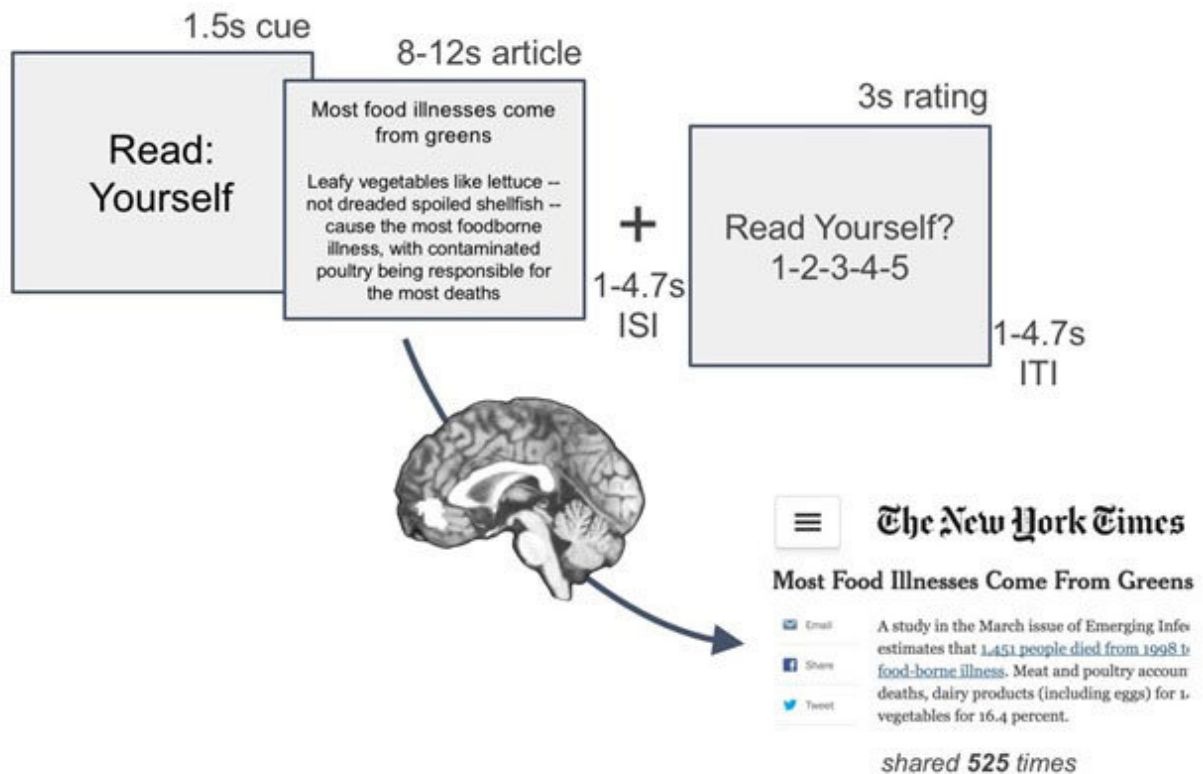 1.5s cue
Read:
Yourself
8-12s article
Most food illnesses come
from greens
Leafy vegetables like lettuce --
not dreaded spoiled shellfish --
cause the most foodborne
illness, with contaminated
poultry being responsible for
the most deaths
+
1-4.7s
ISI
3s rating
Read Yourself?
1-2-3-4-5
1-4.7s
ITI
The New York Times
Most Food Illnesses Come From Greens
Email
Share
Tweet
A study in the March issue of Emerging Infec
estimates that 1,451 people died from 1998 to
food-borne illness. Meat and poultry accoun
deaths, dairy products (including eggs) for 1
vegetables for 16.4 percent.
shared 525 times